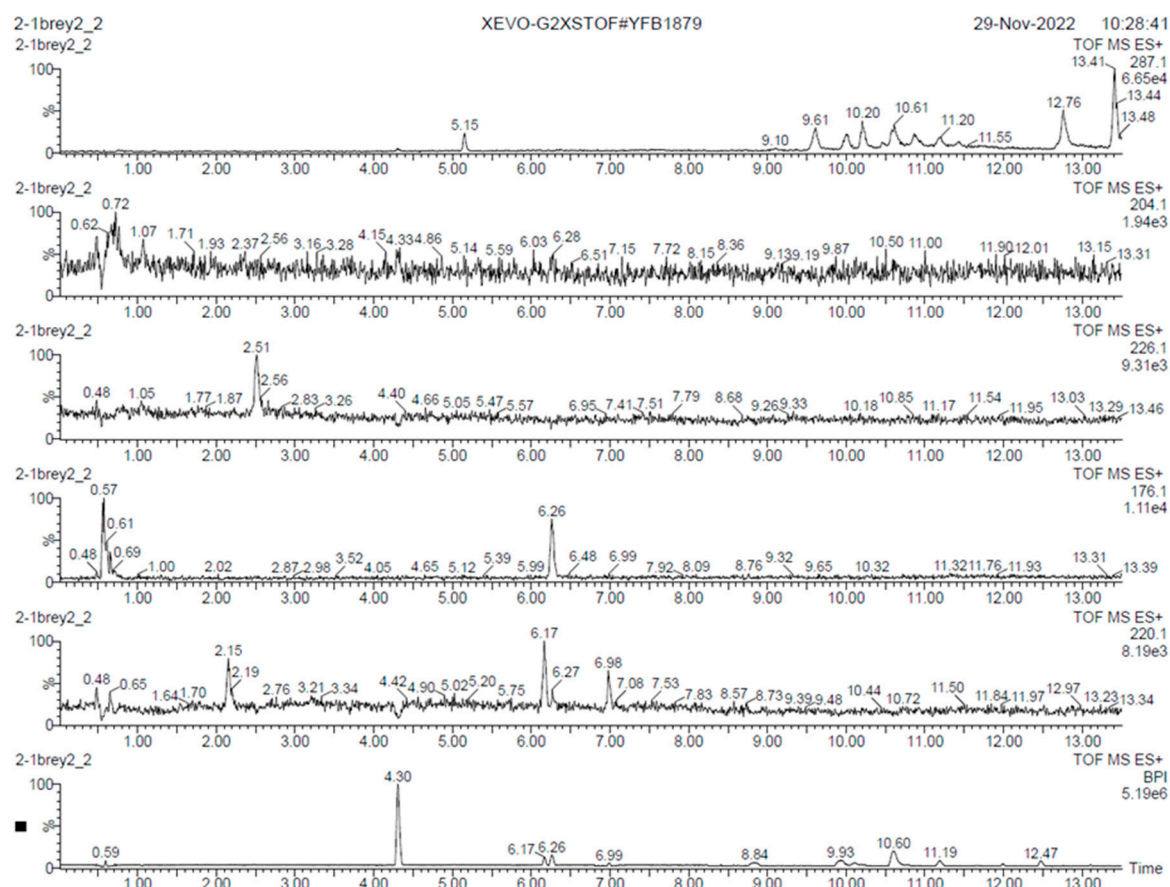 2-1brey2_2 XEVO-G2XSTOF#YFB1879 29-Nov-2022 10:28:41
2-1brey2_2 TOF MS ES+
287.1
6.65e4
100
%
0
5.15 9.10 9.61 10.20 10.61 11.20 11.55 12.76 13.41 13.44 13.48
1.00 2.00 3.00 4.00 5.00 6.00 7.00 8.00 9.00 10.00 11.00 12.00 13.00
2-1brey2_2 TOF MS ES+
204.1
1.94e3
100
%
0
0.62 0.72 1.07 1.71 1.93 2.37 2.56 3.16 3.28 4.15 4.33 4.86 5.14 5.59 6.03 6.28 6.51 7.15 7.72 8.15 8.36 9.13 9.19 9.87 10.50 11.00 11.90 12.01 13.15 13.31
1.00 2.00 3.00 4.00 5.00 6.00 7.00 8.00 9.00 10.00 11.00 12.00 13.00
2-1brey2_2 TOF MS ES+
226.1
9.31e3
100
%
0
0.48 1.05 1.77 1.87 2.51 2.56 2.83 3.26 4.40 4.66 5.05 5.47 5.57 6.95 7.41 7.51 7.79 8.68 9.26 9.33 10.18 10.85 11.17 11.54 11.95 13.03 13.29 13.46
1.00 2.00 3.00 4.00 5.00 6.00 7.00 8.00 9.00 10.00 11.00 12.00 13.00
2-1brey2_2 TOF MS ES+
176.1
1.11e4
100
%
0
0.48 0.57 0.61 0.69 1.00 2.02 2.87 2.98 3.52 4.05 4.65 5.12 5.39 5.99 6.26 6.48 6.99 7.92 8.09 8.76 9.32 9.65 10.32 11.32 11.76 11.93 13.31 13.39
1.00 2.00 3.00 4.00 5.00 6.00 7.00 8.00 9.00 10.00 11.00 12.00 13.00
2-1brey2_2 TOF MS ES+
220.1
8.19e3
100
%
0
0.48 0.65 1.64 1.70 2.15 2.19 2.76 3.21 3.34 4.42 4.90 5.02 5.20 5.75 6.17 6.27 6.98 7.08 7.53 7.83 8.57 8.73 9.39 9.48 10.44 10.72 11.50 11.84 11.97 12.97 13.23 13.34
1.00 2.00 3.00 4.00 5.00 6.00 7.00 8.00 9.00 10.00 11.00 12.00 13.00
2-1brey2_2 TOF MS ES+
BPI
5.19e6
100
%
0
0.59 4.30 6.17 6.26 6.99 8.84 9.93 10.60 11.19 12.47
Time
1.00 2.00 3.00 4.00 5.00 6.00 7.00 8.00 9.00 10.00 11.00 12.00 13.00